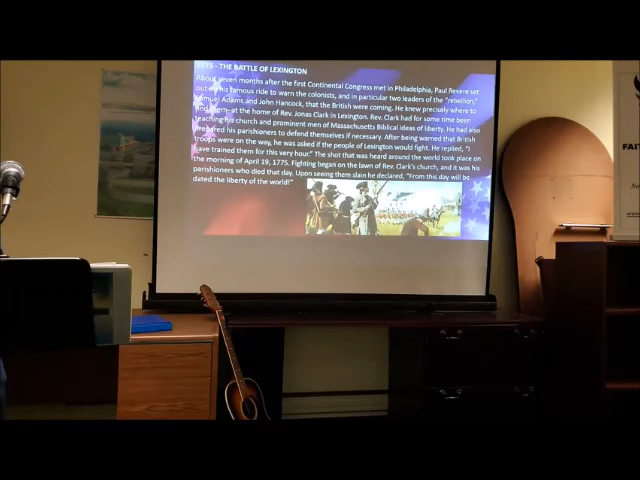 1775 - THE BATTLE OF LEXINGTON
About seven months after the first Continental Congress met in Philadelphia, Paul Revere set
out on his famous ride to warn the colonists, and in particular two leaders of the "rebellion,"
Samuel Adams and John Hancock, that the British were coming. He knew precisely where to
find them--at the home of Rev. Jonas Clark in Lexington. Rev. Clark had for some time been
teaching his church and prominent men of Massachusetts Biblical ideas of liberty. He had also
prepared his parishioners to defend themselves if necessary. After being warned that British
troops were on the way, he was asked if the people of Lexington would fight. He replied, "I
have trained them for this very hour." The shot that was heard around the world took place on
the morning of April 19, 1775. Fighting began on the lawn of Rev. Clark's church, and it was his
parishioners who died that day. Upon seeing them slain he declared, "From this day will be
dated the liberty of the world!"
FAIT